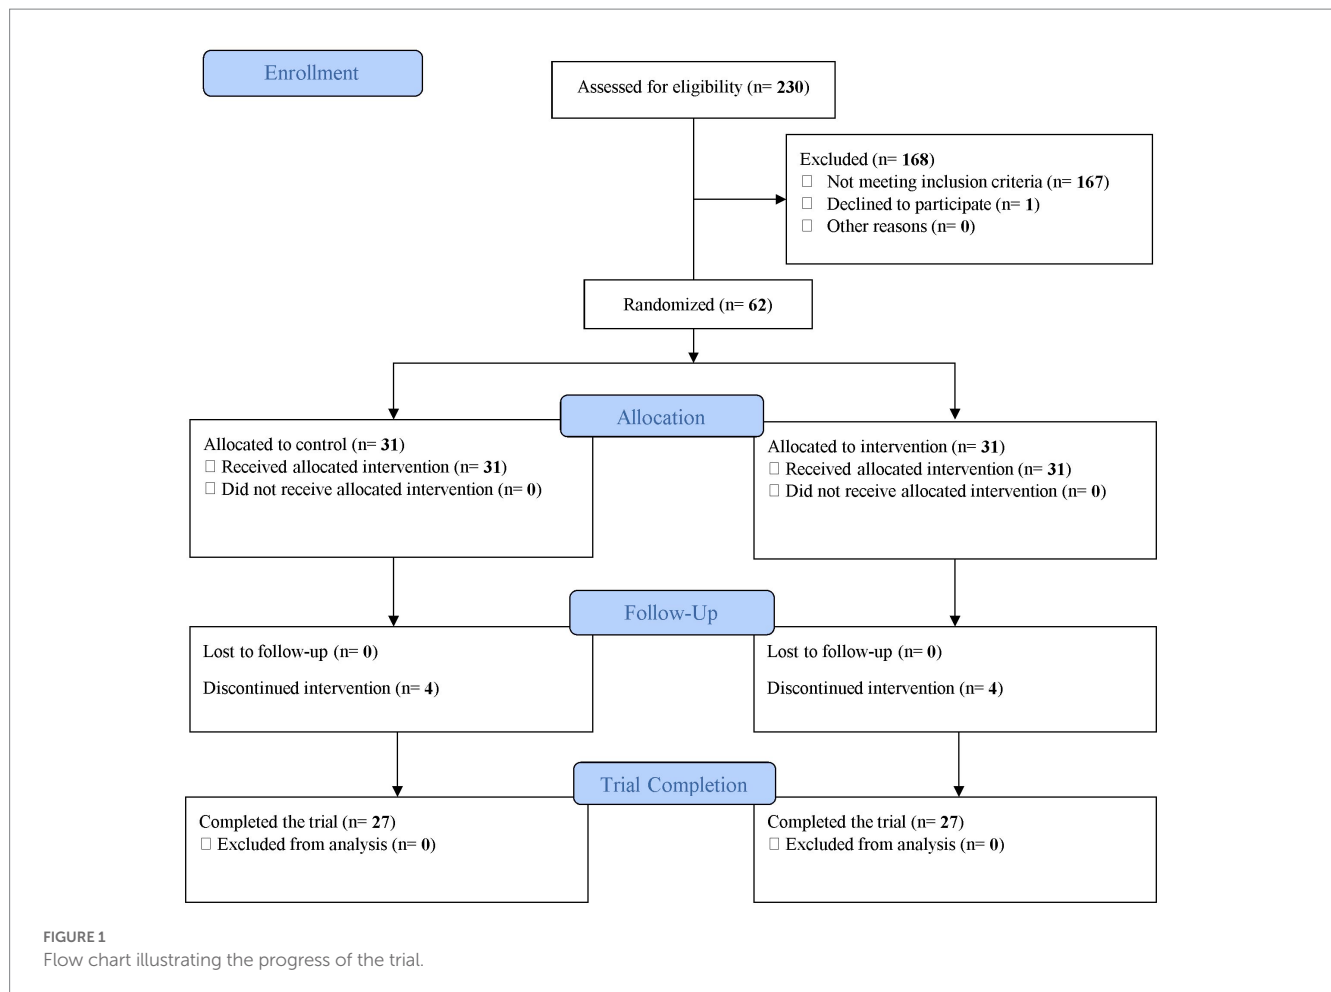 Enrollment
Assessed for eligibility (n= 230)
Excluded (n= 168)
□ Not meeting inclusion criteria (n= 167)
□ Declined to participate (n= 1)
□ Other reasons (n= 0)
Randomized (n= 62)
Allocation
Allocated to control (n= 31)
□ Received allocated intervention (n= 31)
□ Did not receive allocated intervention (n= 0)
Allocated to intervention (n= 31)
□ Received allocated intervention (n= 31)
□ Did not receive allocated intervention (n= 0)
Follow-Up
Lost to follow-up (n= 0)
Discontinued intervention (n= 4)
Lost to follow-up (n= 0)
Discontinued intervention (n= 4)
Trial Completion
Completed the trial (n= 27)
□ Excluded from analysis (n= 0)
Completed the trial (n= 27)
□ Excluded from analysis (n= 0)
FIGURE 1
Flow chart illustrating the progress of the trial.